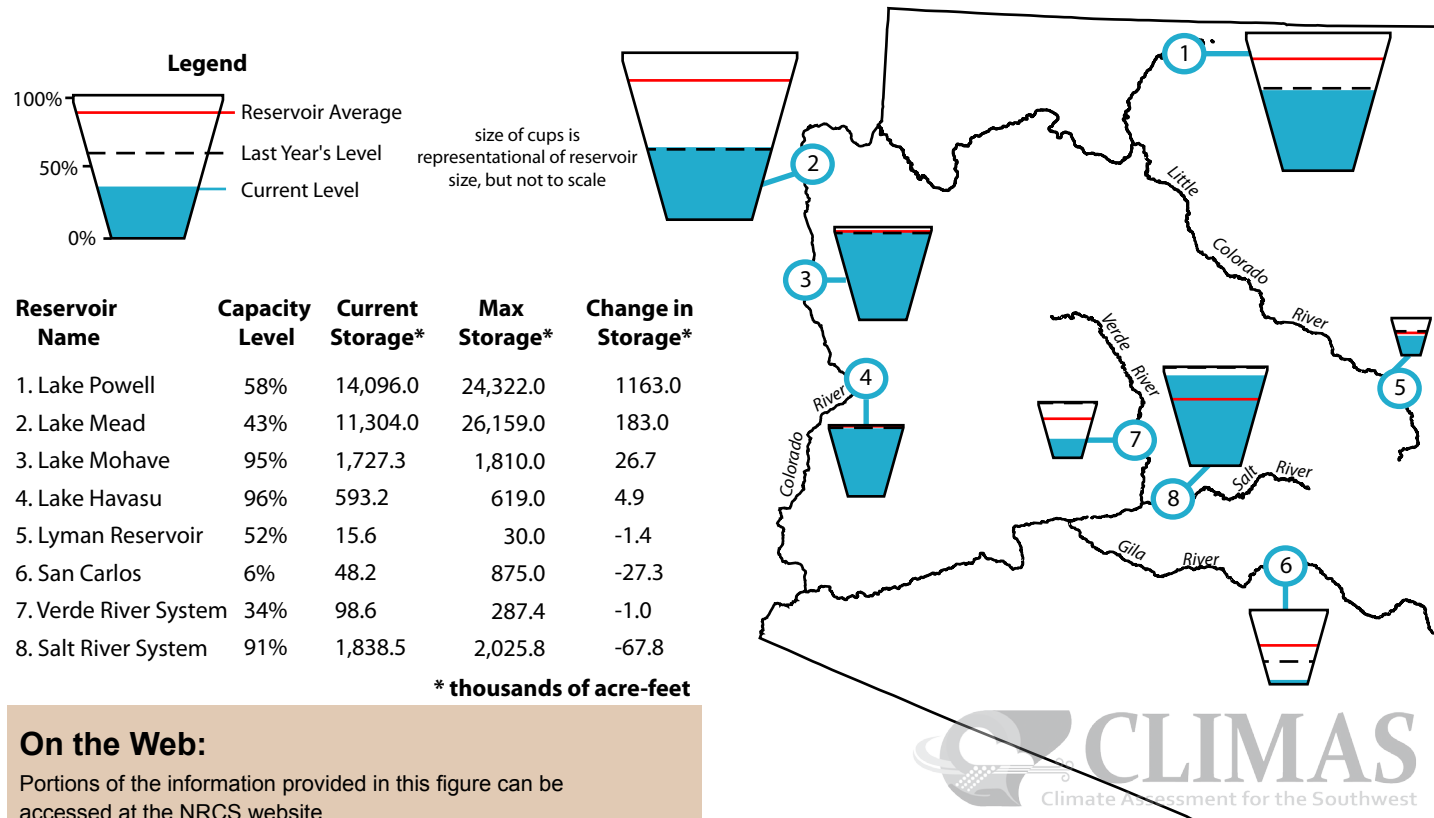 Legend
100%
50%
0%
Reservoir Average
Last Year's Level
Current Level
size of cups is
representational of reservoir
size, but not to scale
Reservoir Name Capacity Level Current Storage* Max Storage* Change in Storage*
1. Lake Powell 58% 14,096.0 24,322.0 1163.0
2. Lake Mead 43% 11,304.0 26,159.0 183.0
3. Lake Mohave 95% 1,727.3 1,810.0 26.7
4. Lake Havasu 96% 593.2 619.0 4.9
5. Lyman Reservoir 52% 15.6 30.0 -1.4
6. San Carlos 6% 48.2 875.0 -27.3
7. Verde River System 34% 98.6 287.4 -1.0
8. Salt River System 91% 1,838.5 2,025.8 -67.8
* thousands of acre-feet
On the Web:
Portions of the information provided in this figure can be
accessed at the NRCS website
1
2
3
4
5
6
7
8
Little
Colorado
River
Verde
River
Colorado
River
Salt
River
Gila
River
CLIMAS
Climate Assessment for the Southwest